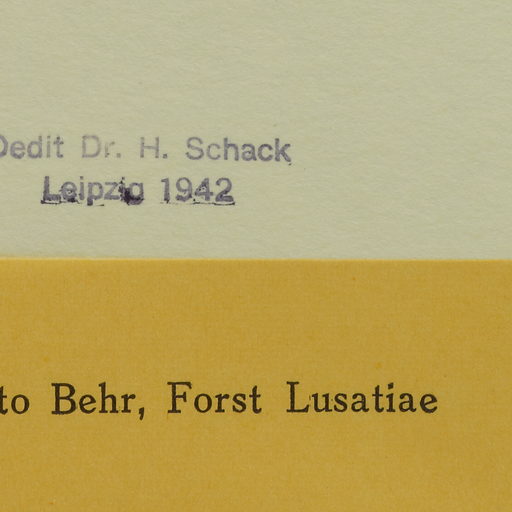 Dedit Dr. H. Schack
Leipzig 1942
to Behr, Forst Lusatiae